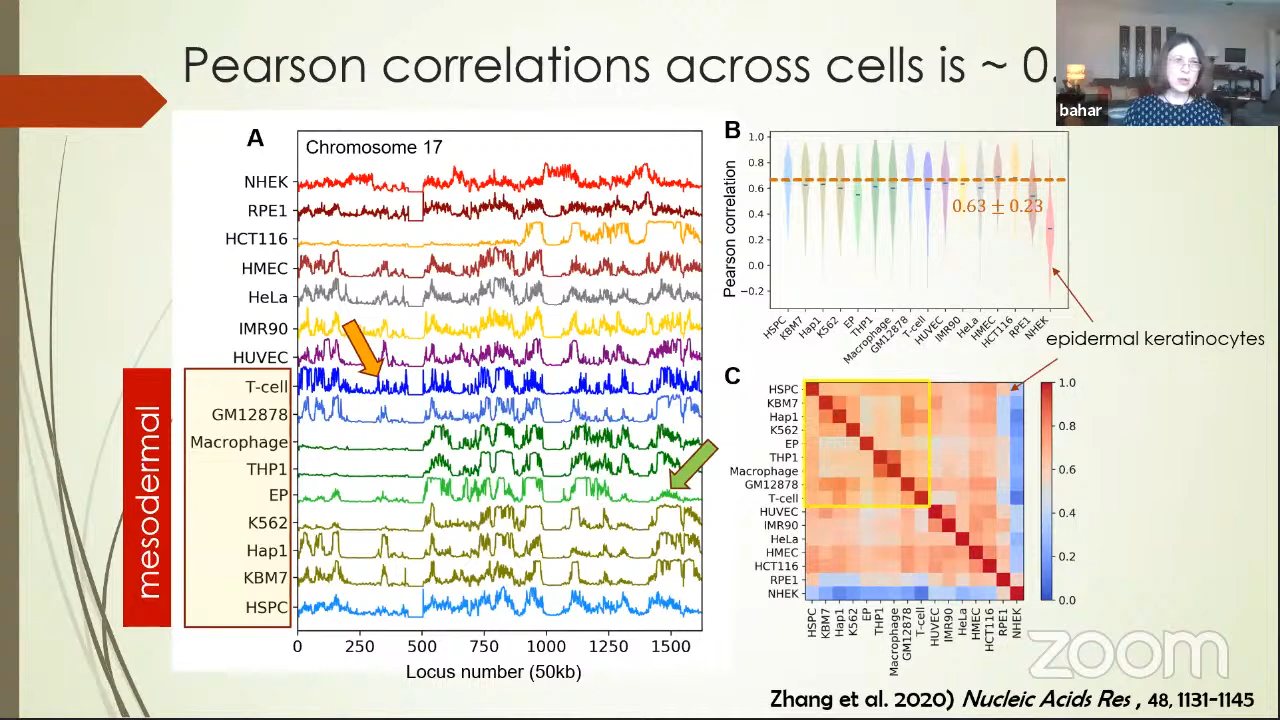 Pearson correlations across cells is ~ 0.
bahar
A
Chromosome 17
NHEK
RPE1
HCT116
HMEC
HeLa
IMR90
HUVEC
T-cell
GM12878
Macrophage
THP1
EP
K562
Hap1
KBM7
HSPC
mesodermal
0 250 500 750 1000 1250 1500
Locus number (50kb)
B
Pearson correlation
1.0
0.8
0.6
0.4
0.2
0.0
−0.2
0.63 ± 0.23
HSPC KBM7 Hap1 K562 EP THP1 Macrophage GM12878 T-cell HUVEC IMR90 HeLa HMEC HCT116 RPE1 NHEK
epidermal keratinocytes
C
HSPC
KBM7
Hap1
K562
EP
THP1
Macrophage
GM12878
T-cell
HUVEC
IMR90
HeLa
HMEC
HCT116
RPE1
NHEK
HSPC KBM7 Hap1 K562 EP THP1 Macrophage GM12878 T-cell HUVEC IMR90 HeLa HMEC HCT116 RPE1 NHEK
1.0
0.8
0.6
0.4
0.2
0.0
zoom
Zhang et al. 2020) Nucleic Acids Res , 48, 1131-1145